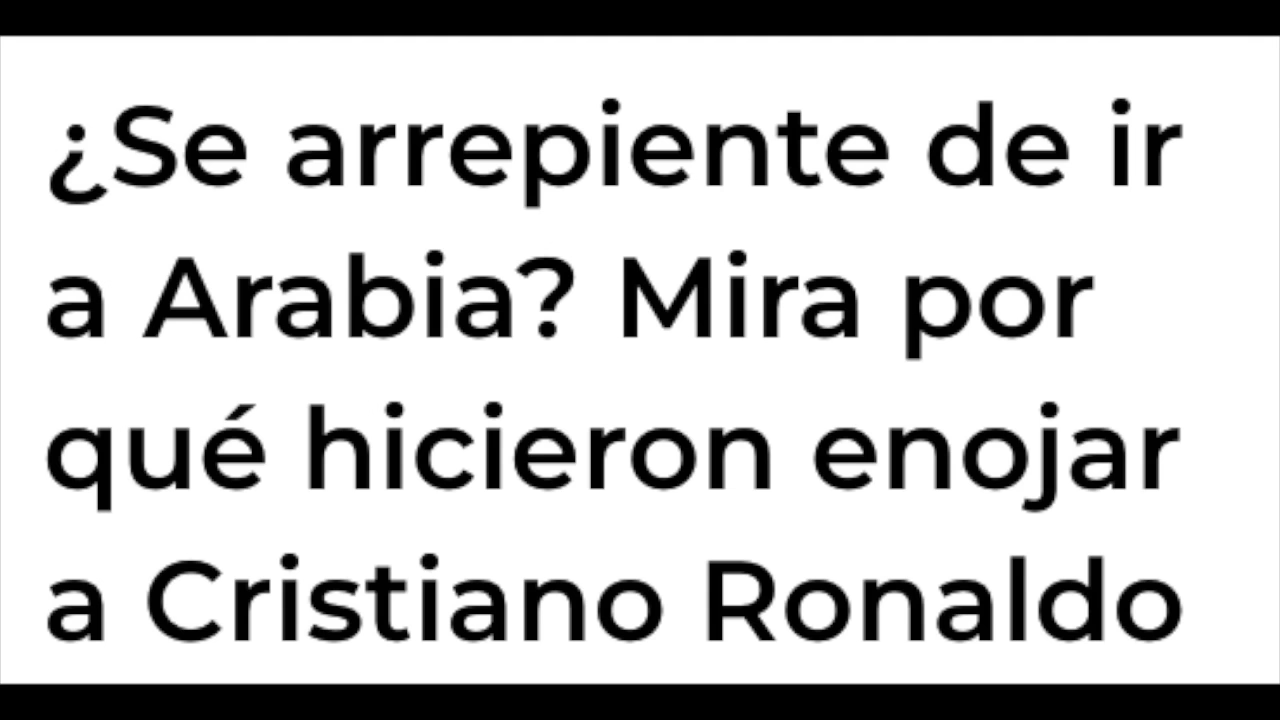 ¿Se arrepiente de ir
a Arabia? Mira por
qué hicieron enojar
a Cristiano Ronaldo